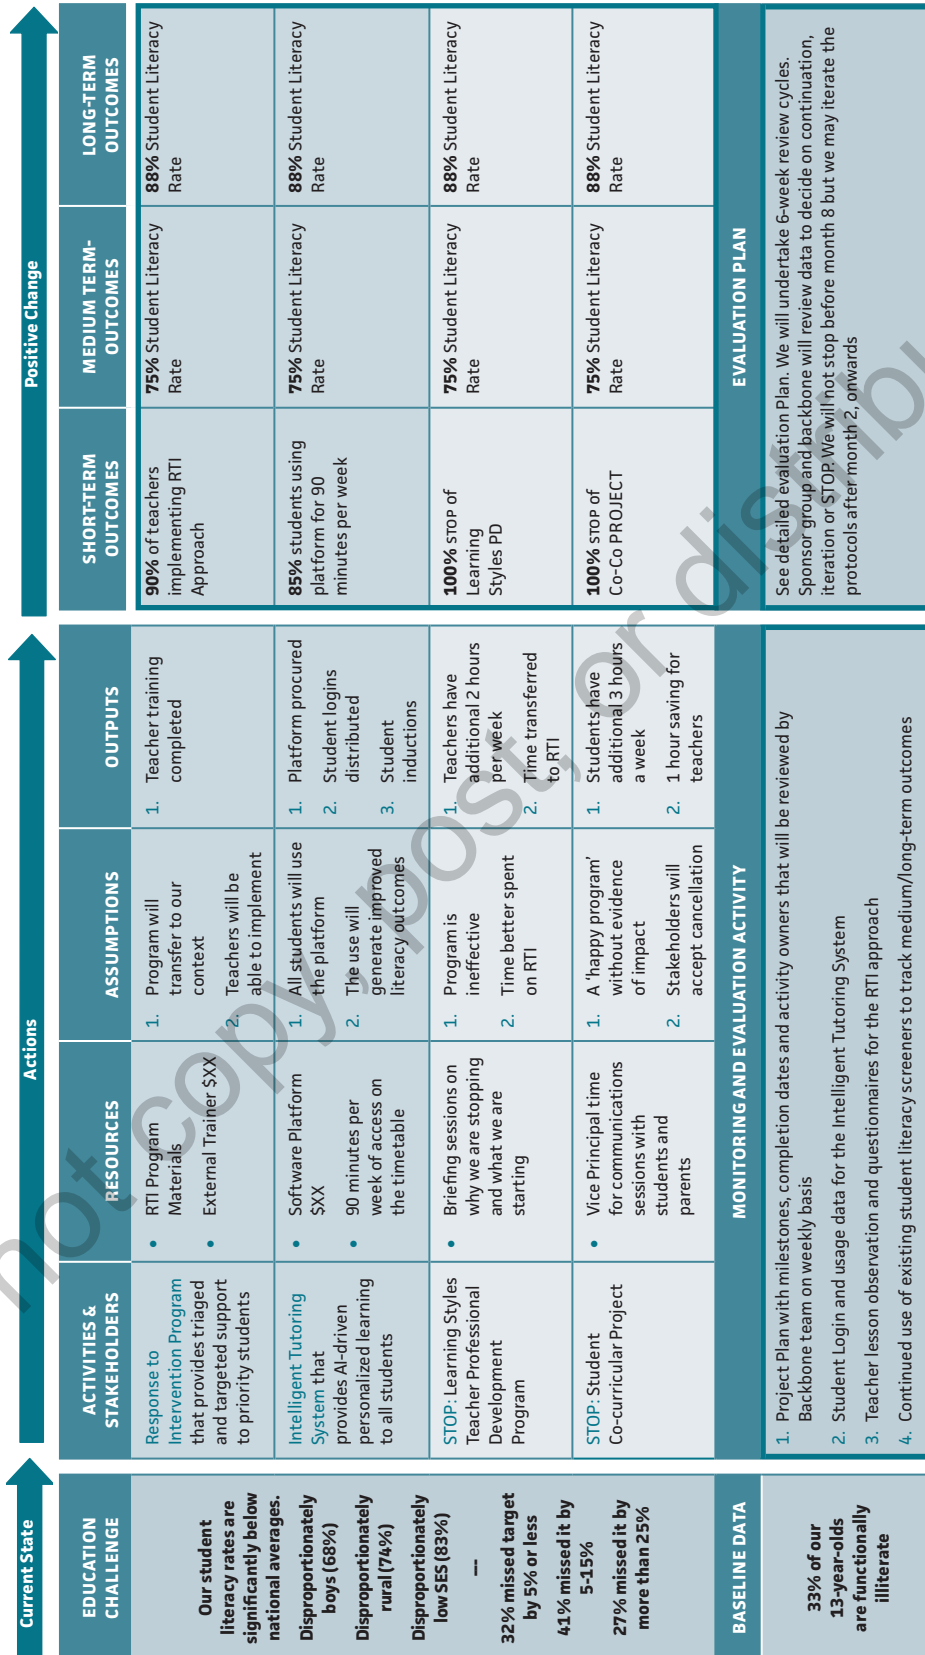 Current State
Actions
Positive Change
EDUCATION
CHALLENGE
ACTIVITIES &
STAKEHOLDERS
RESOURCES
ASSUMPTIONS
OUTPUTS
SHORT-TERM
OUTCOMES
MEDIUM TERM-
OUTCOMES
LONG-TERM
OUTCOMES
Our student
literacy rates are
significantly below
national averages.
Disproportionately
boys (68%)
Disproportionately
rural (74%)
Disproportionately
low SES (83%)
—
32% missed target
by 5% or less
41% missed it by
5-15%
27% missed it by
more than 25%
Response to
Intervention Program
that provides triaged
and targeted support
to priority students
• RTI Program
Materials
• External Trainer $XX
1. Program will
transfer to our
context
2. Teachers will be
able to implement
1. Teacher training
completed
90% of teachers
implementing RTI
Approach
75% Student Literacy
Rate
88% Student Literacy
Rate
Intelligent Tutoring
System that
provides AI-driven
personalized learning
to all students
• Software Platform
$XX
• 90 minutes per
week of access on
the timetable
1. All students will use
the platform
2. The use will
generate improved
literacy outcomes
1. Platform procured
2. Student logins
distributed
3. Student
inductions
85% students using
platform for 90
minutes per week
75% Student Literacy
Rate
88% Student Literacy
Rate
STOP: Learning Styles
Teacher Professional
Development
Program
• Briefing sessions on
why we are stopping
and what we are
starting
1. Program is
ineffective
2. Time better spent
on RTI
1. Teachers have
additional 2 hours
per week
2. Time transferred
to RTI
100% STOP of
Learning
Styles PD
75% Student Literacy
Rate
88% Student Literacy
Rate
STOP: Student
Co-curricular Project
• Vice Principal time
for communications
sessions with
students and
parents
1. A ‘happy program’
without evidence
of impact
2. Stakeholders will
accept cancellation
1. Students have
additional 3 hours
a week
2. 1 hour saving for
teachers
100% STOP of
Co-Co PROJECT
75% Student Literacy
Rate
88% Student Literacy
Rate
BASELINE DATA
MONITORING AND EVALUATION ACTIVITY
EVALUATION PLAN
33% of our
13-year-olds
are functionally
illiterate
1. Project Plan with milestones, completion dates and activity owners that will be reviewed by
Backbone team on weekly basis
2. Student Login and usage data for the Intelligent Tutoring System
3. Teacher lesson observation and questionnaires for the RTI approach
4. Continued use of existing student literacy screeners to track medium/long-term outcomes
See detailed evaluation Plan. We will undertake 6-week review cycles.
Sponsor group and backbone will review data to decide on continuation,
iteration or STOP. We will not stop before month 8 but we may iterate the
protocols after month 2, onwards
not copy, post, or distribu